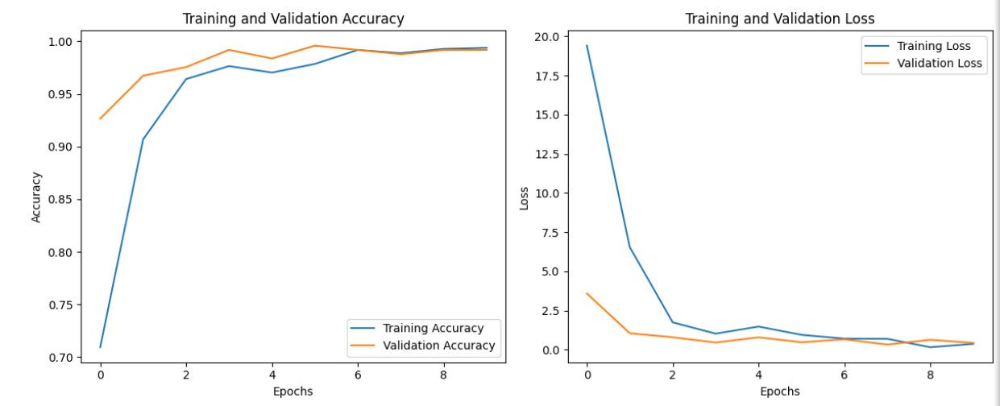 Training and Validation Accuracy
1.00
0.95
0.90
0.85
0.80
0.75
0.70
Accuracy
Training Accuracy
Validation Accuracy
0 2 4 6 8
Epochs
Training and Validation Loss
20.0
17.5
15.0
12.5
10.0
7.5
5.0
2.5
0.0
Loss
Training Loss
Validation Loss
0 2 4 6 8
Epochs